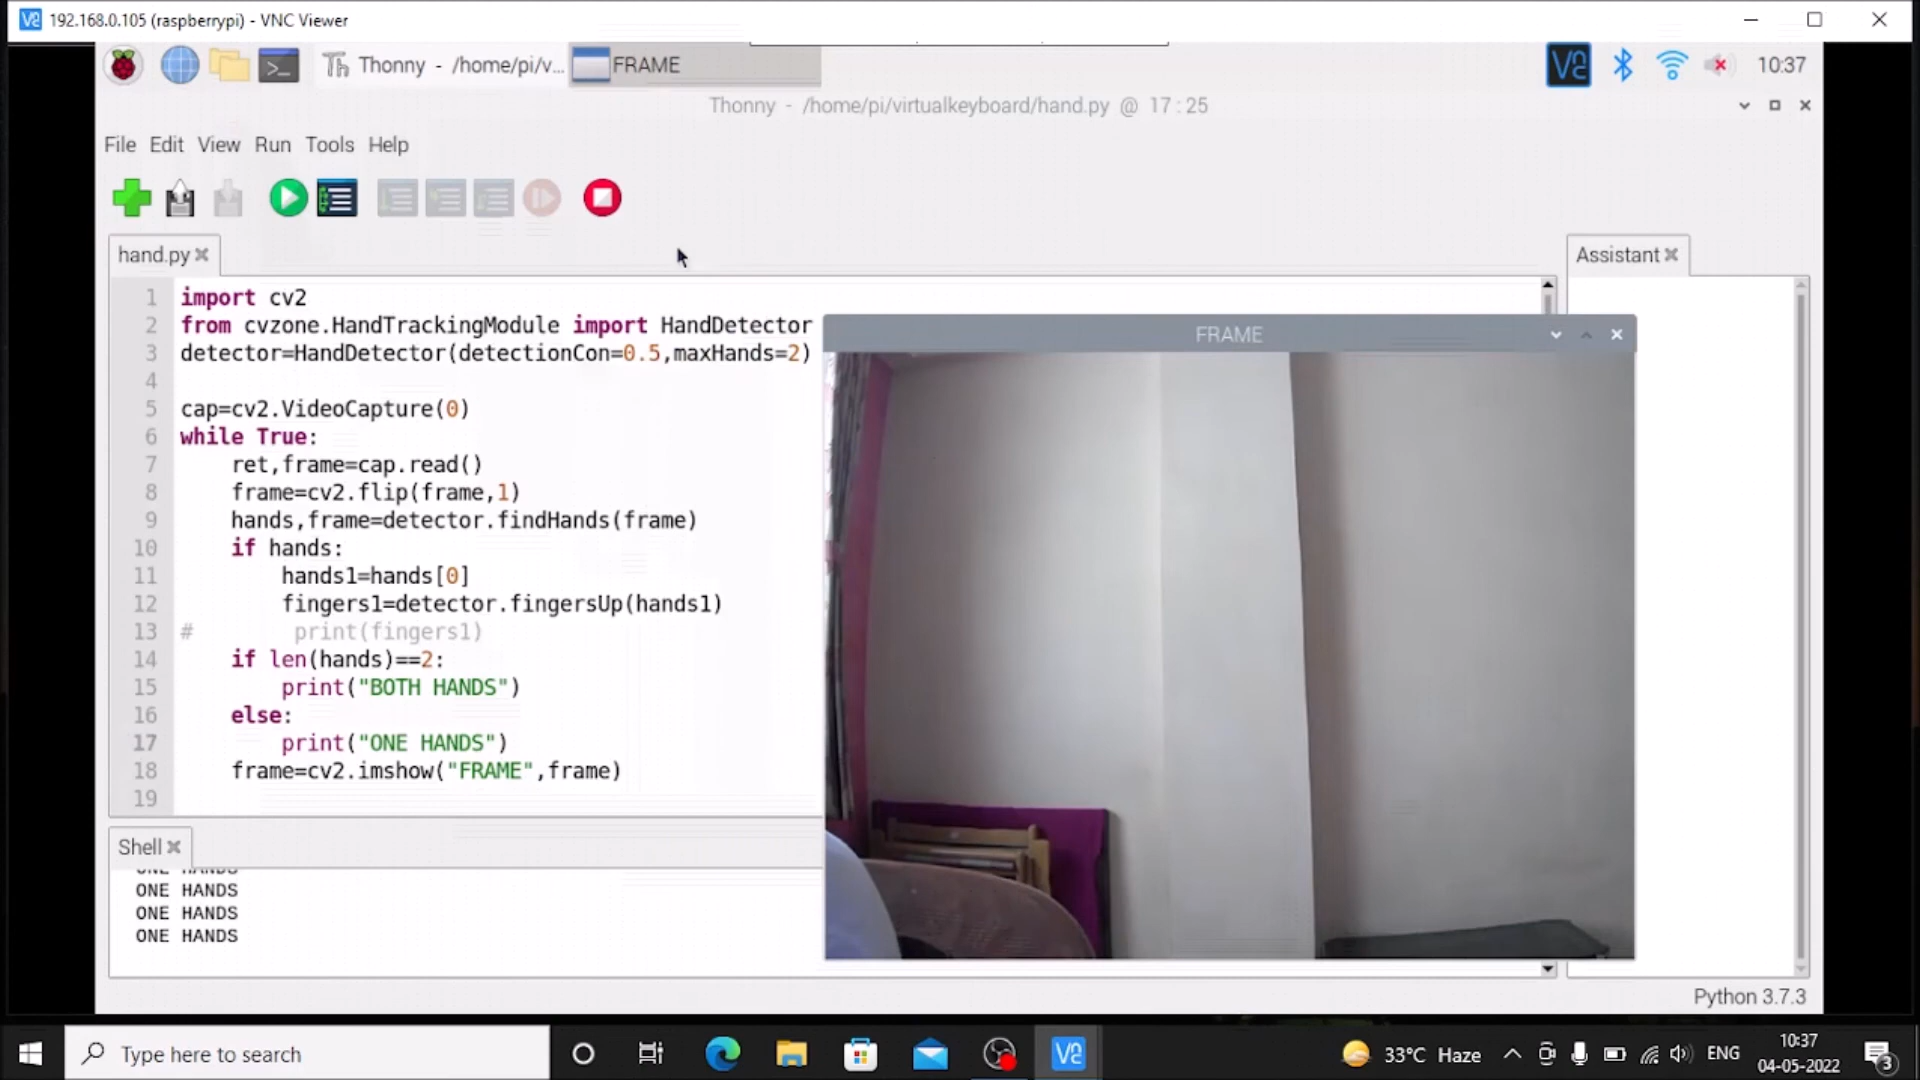 192.168.0.105 (raspberrypi) - VNC Viewer
Thonny - /home/pi/v...
FRAME
10:37
Thonny - /home/pi/virtualkeyboard/hand.py @ 17 : 25
File Edit View Run Tools Help
hand.py
Assistant
1 import cv2
2 from cvzone.HandTrackingModule import HandDetector
3 detector=HandDetector(detectionCon=0.5,maxHands=2)
4
5 cap=cv2.VideoCapture(0)
6 while True:
7 ret,frame=cap.read()
8 frame=cv2.flip(frame,1)
9 hands,frame=detector.findHands(frame)
10 if hands:
11 hands1=hands[0]
12 fingers1=detector.fingersUp(hands1)
13 # print(fingers1)
14 if len(hands)==2:
15 print("BOTH HANDS")
16 else:
17 print("ONE HANDS")
18 frame=cv2.imshow("FRAME",frame)
19
FRAME
Shell
ONE HANDS
ONE HANDS
ONE HANDS
ONE HANDS
Python 3.7.3
Type here to search
33°C Haze
ENG
10:37
04-05-2022
3